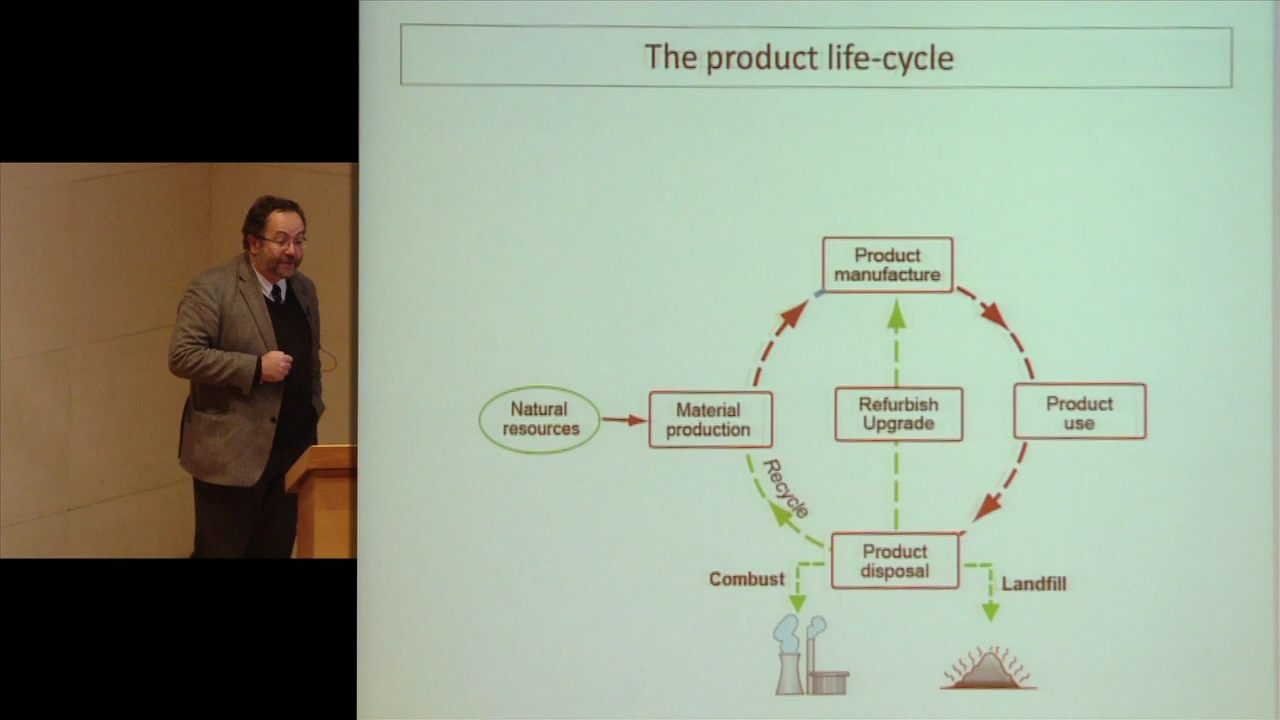 The product life-cycle
Product
manufacture
Natural
resources
Material
production
Refurbish
Upgrade
Product
use
Recycle
Product
disposal
Combust
Landfill